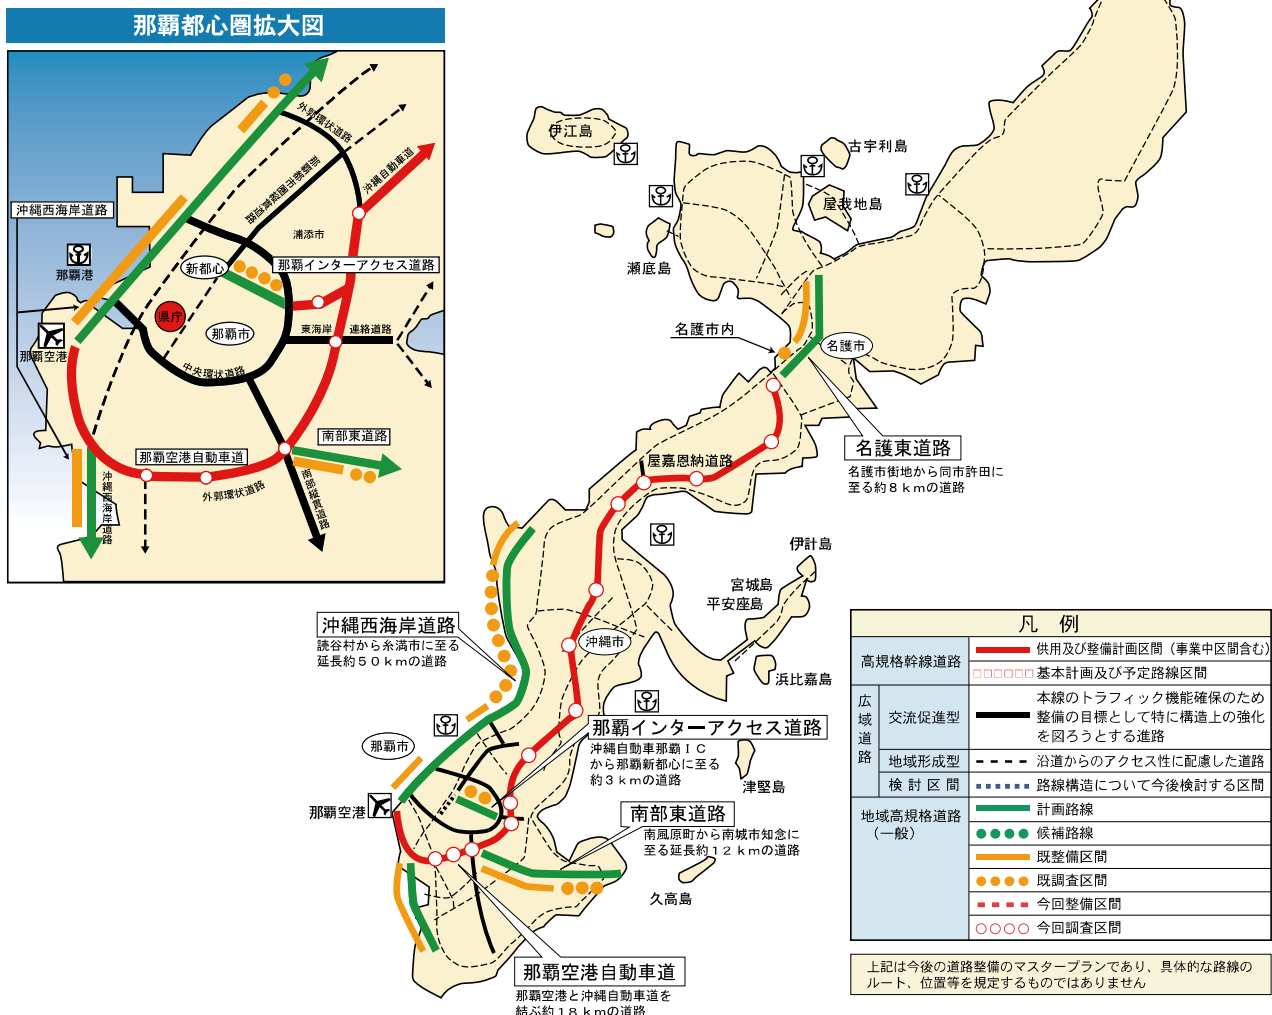 那覇都心圏拡大図
外郭環状道路
那覇都市圏縦貫道路
沖縄自動車道
沖縄西海岸道路
浦添市
新都心
那覇インターアクセス道路
那覇港
県庁
那覇市
東海岸
連絡道路
那覇空港
中央環状道路
南部東道路
那覇空港自動車道
外郭環状道路
沖縄西海岸道路
南部縦貫道路
伊江島
古宇利島
屋我地島
瀬底島
名護市内
名護市
名護東道路
名護市街地から同市許田に
至る約8kmの道路
屋嘉恩納道路
伊計島
宮城島
平安座島
浜比嘉島
沖縄西海岸道路
読谷村から糸満市に至る
延長約50kmの道路
沖縄市
那覇インターアクセス道路
沖縄自動車那覇IC
から那覇新都心に至る
約3kmの道路
津堅島
那覇市
那覇空港
南部東道路
南風原町から南城市知念に
至る延長約12kmの道路
久高島
那覇空港自動車道
那覇空港と沖縄自動車道を
結ぶ約18kmの道路
凡 例
高規格幹線道路
供用及び整備計画区間(事業中区間含む)
基本計画及び予定路線区間
広域道路
交流促進型
本線のトラフィック機能確保のため
整備の目標として特に構造上の強化
を図ろうとする進路
地域形成型
沿道からのアクセス性に配慮した道路
検討区間
路線構造について今後検討する区間
地域高規格道路
(一般)
計画路線
候補路線
既整備区間
既調査区間
今回整備区間
今回調査区間
上記は今後の道路整備のマスタープランであり、具体的な路線の
ルート、位置等を規定するものではありません